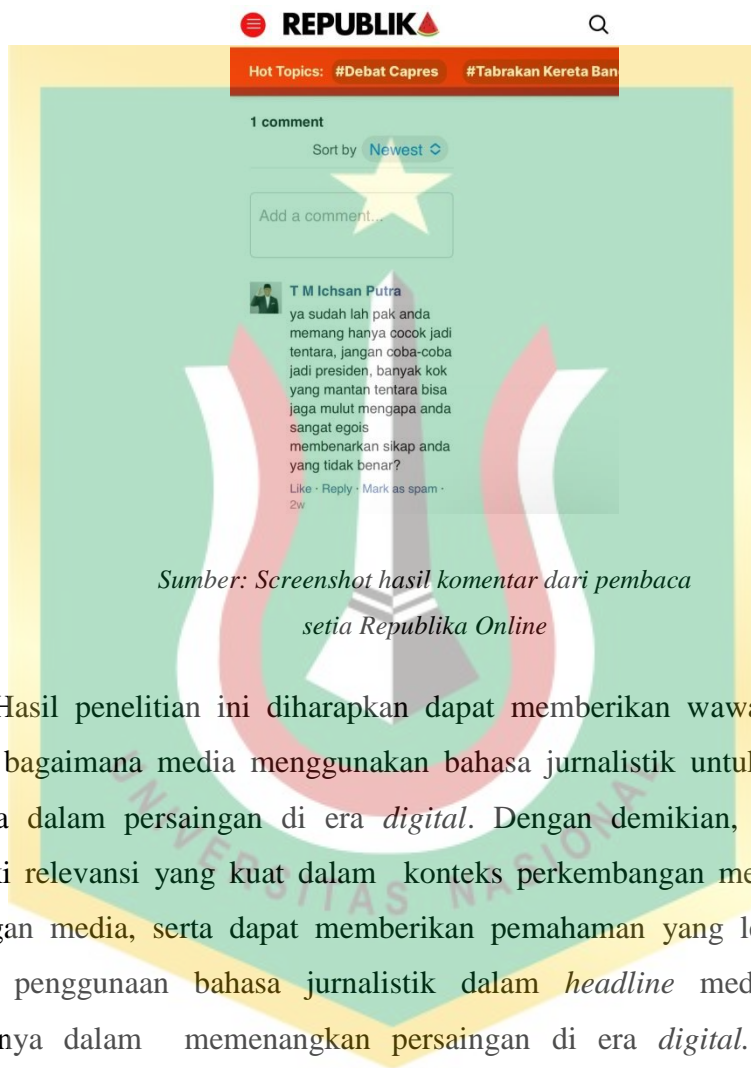 REPUBLIKA
Hot Topics: #Debat Capres #Tabrakan Kereta Ban
1 comment
Sort by Newest
Add a comment...
T M Ichsan Putra
ya sudah lah pak anda
memang hanya cocok jadi
tentara, jangan coba-coba
jadi presiden, banyak kok
yang mantan tentara bisa
jaga mulut mengapa anda
sangat egois
membenarkan sikap anda
yang tidak benar?
Like · Reply · Mark as spam ·
2w
Sumber: Screenshot hasil komentar dari pembaca
setia Republika Online
Hasil penelitian ini diharapkan dapat memberikan wawa
bagaimana media menggunakan bahasa jurnalistik untuk
a dalam persaingan di era digital. Dengan demikian,
ki relevansi yang kuat dalam konteks perkembangan me
gan media, serta dapat memberikan pemahaman yang l
penggunaan bahasa jurnalistik dalam headline med
nya dalam memenangkan persaingan di era digital.
UNIVERSITAS NASIONAL